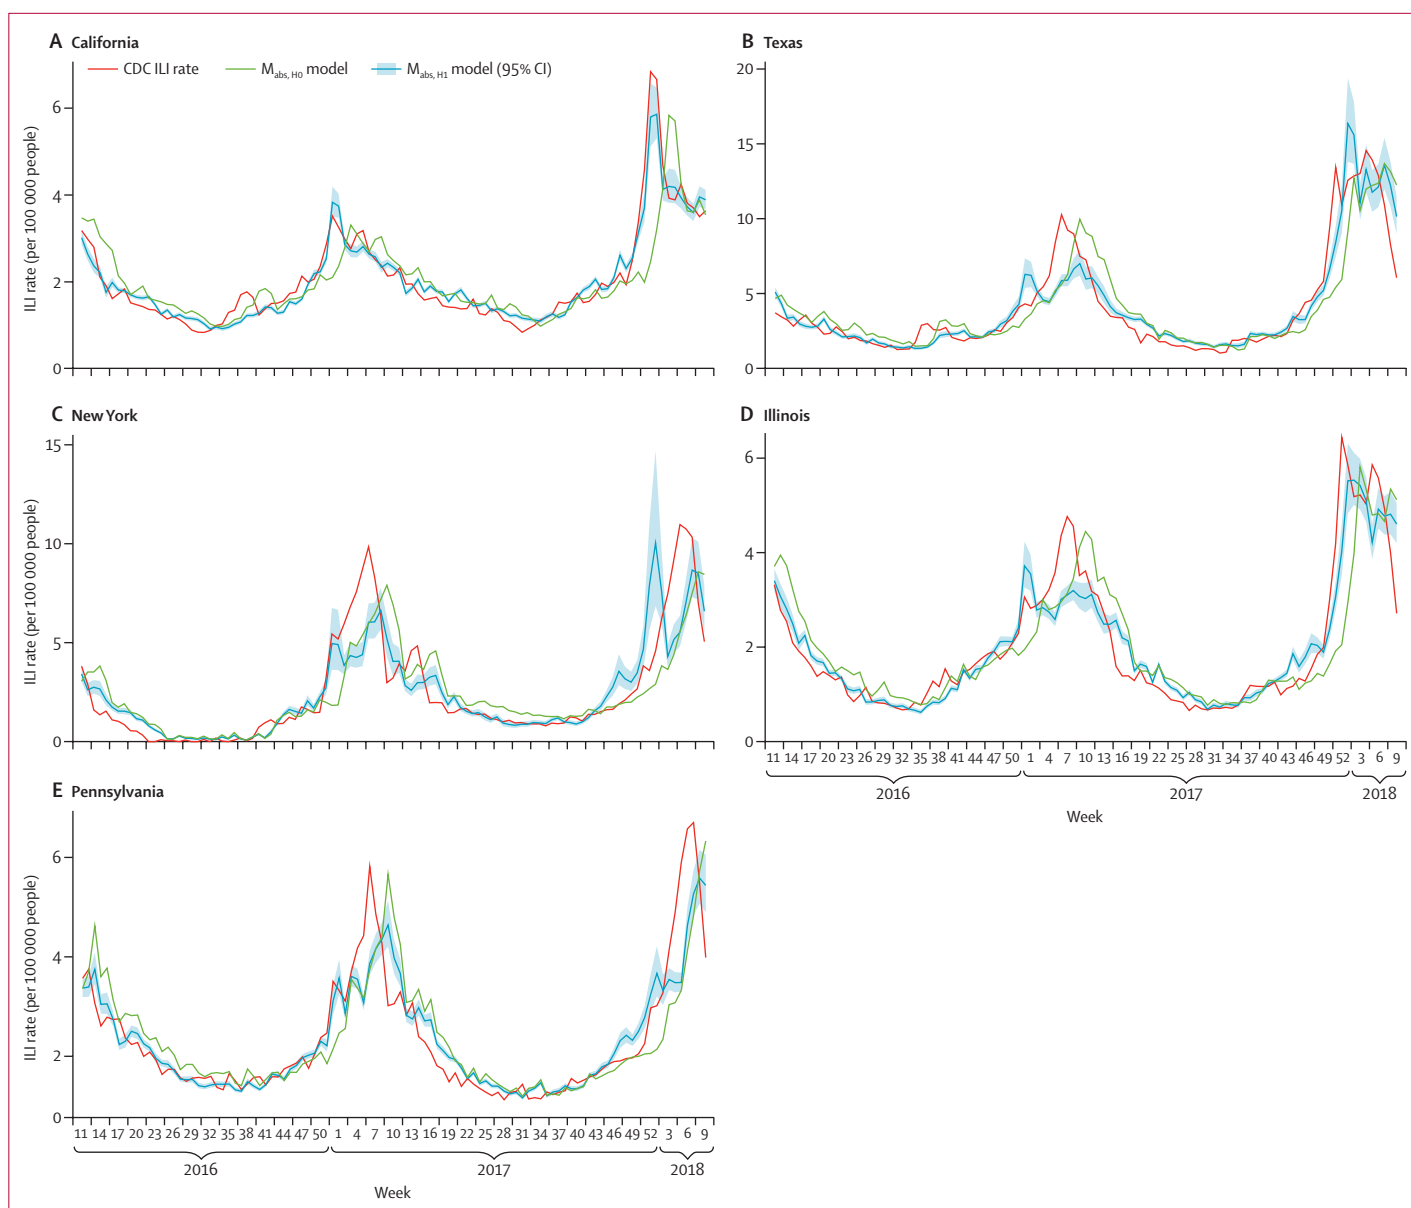 A California
CDC ILI rate
Mabs, H0 model
Mabs, H1 model (95% CI)
ILI rate (per 100 000 people)
6
4
2
0
B Texas
20
15
10
5
0
C New York
ILI rate (per 100 000 people)
15
10
5
0
D Illinois
6
4
2
0
11 14 17 20 23 26 29 32 35 38 41 44 47 50 1 4 7 10 13 16 19 22 25 28 31 34 37 40 43 46 49 52 3 6 9
2016 2017 2018
Week
E Pennsylvania
ILI rate (per 100 000 people)
6
4
2
0
11 14 17 20 23 26 29 32 35 38 41 44 47 50 1 4 7 10 13 16 19 22 25 28 31 34 37 40 43 46 49 52 3 6 9
2016 2017 2018
Week